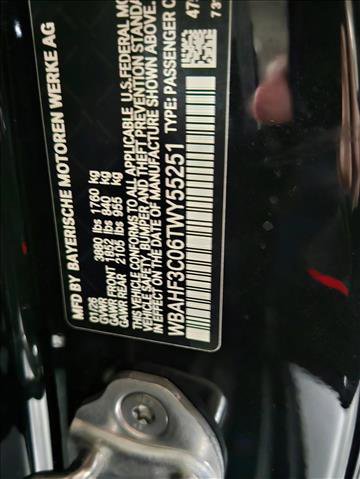 MFD BY BAYERISCHE MOTOREN WERKE AG
01/26
GVWR 3880 lbs 1760 kg
GAWR FRONT 1852 lbs 840 kg
GAWR REAR 2105 lbs 955 kg
THIS VEHICLE CONFORMS TO ALL APPLICABLE U.S. FEDERAL MO
VEHICLE SAFETY, BUMPER, AND THEFT PREVENTION STANDA
IN EFFECT ON THE DATE OF MANUFACTURE SHOWN ABOVE.
WBAHF3C06TWY55251 TYPE: PASSENGER C